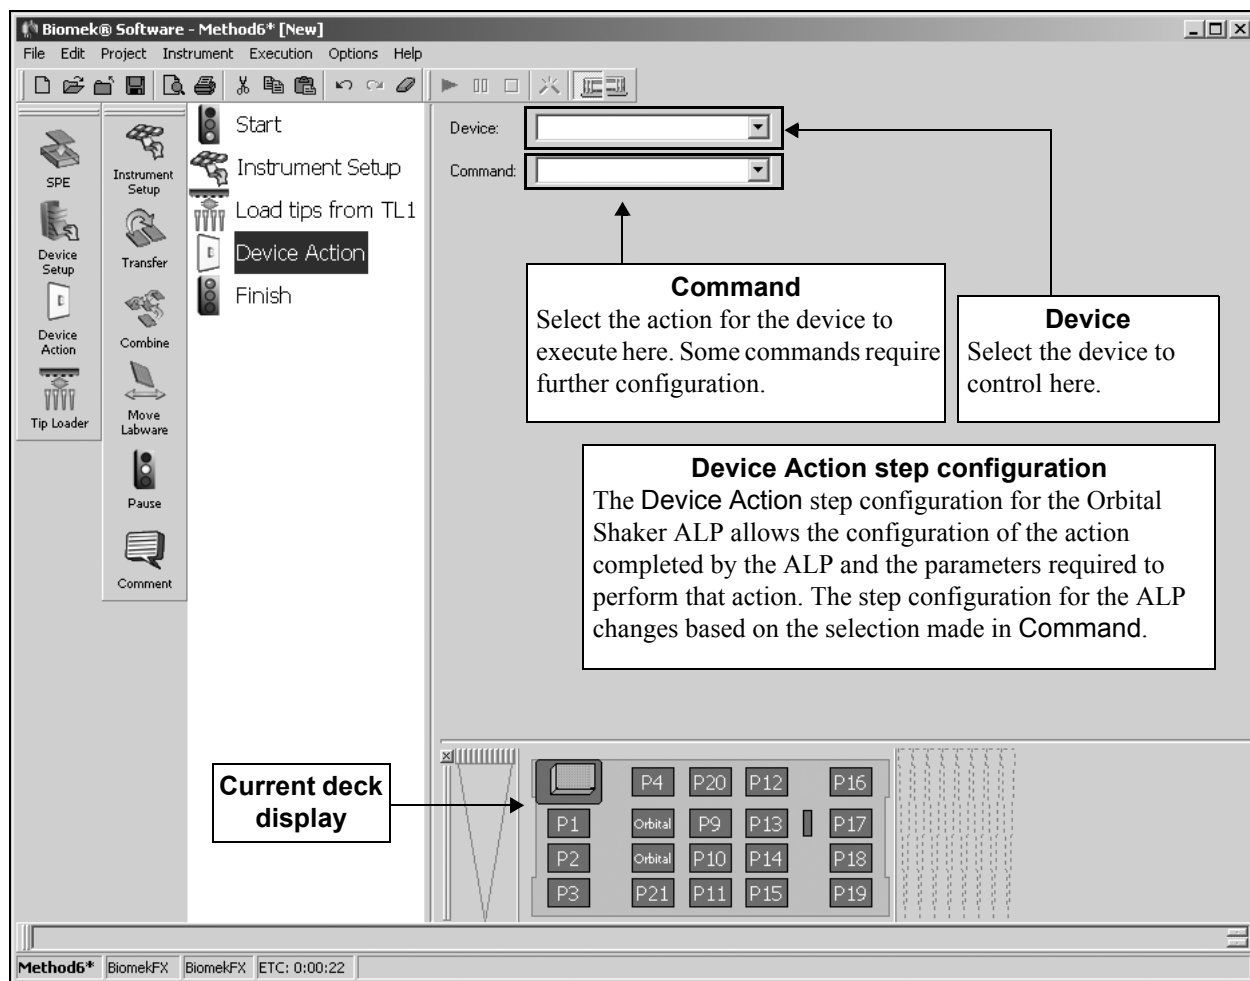 Biomek® Software - Method6* [New]
File Edit Project Instrument Execution Options Help
SPE
Device
Setup
Device
Action
Tip Loader
Instrument
Setup
Transfer
Combine
Move
Labware
Pause
Comment
Start
Instrument Setup
Load tips from TL1
Device Action
Finish
Device:
Command:
Command
Select the action for the device to
execute here. Some commands require
further configuration.
Device
Select the device to
control here.
Device Action step configuration
The Device Action step configuration for the Orbital
Shaker ALP allows the configuration of the action
completed by the ALP and the parameters required to
perform that action. The step configuration for the ALP
changes based on the selection made in Command.
Current deck
display
P4 P20 P12 P16
P1 Orbital P9 P13 P17
P2 Orbital P10 P14 P18
P3 P21 P11 P15 P19
Method6* BiomekFX BiomekFX ETC: 0:00:22